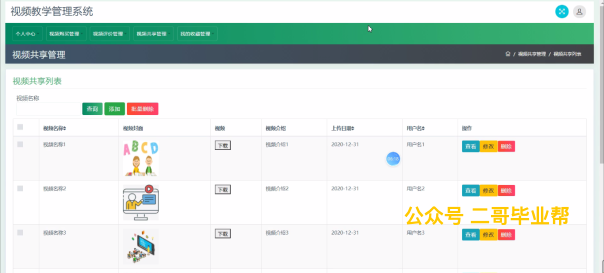 视频教学管理系统
个人中心 视频购买管理 视频评价管理 视频共享管理 我的收藏管理
视频共享管理
视频共享管理 / 视频共享列表
视频共享列表
视频名称
查询 添加 批量删除
视频名称 视频封面 视频 视频介绍 上传日期 用户名 操作
视频名称1 ABCD 下载 视频介绍1 2020-12-31 用户名1 查看 修改 删除
视频名称2 下载 视频介绍2 2020-12-31 用户名2 查看 修改 删除
公众号 二哥毕业帮
视频名称3 下载 视频介绍3 2020-12-31 用户名3 查看 修改 删除